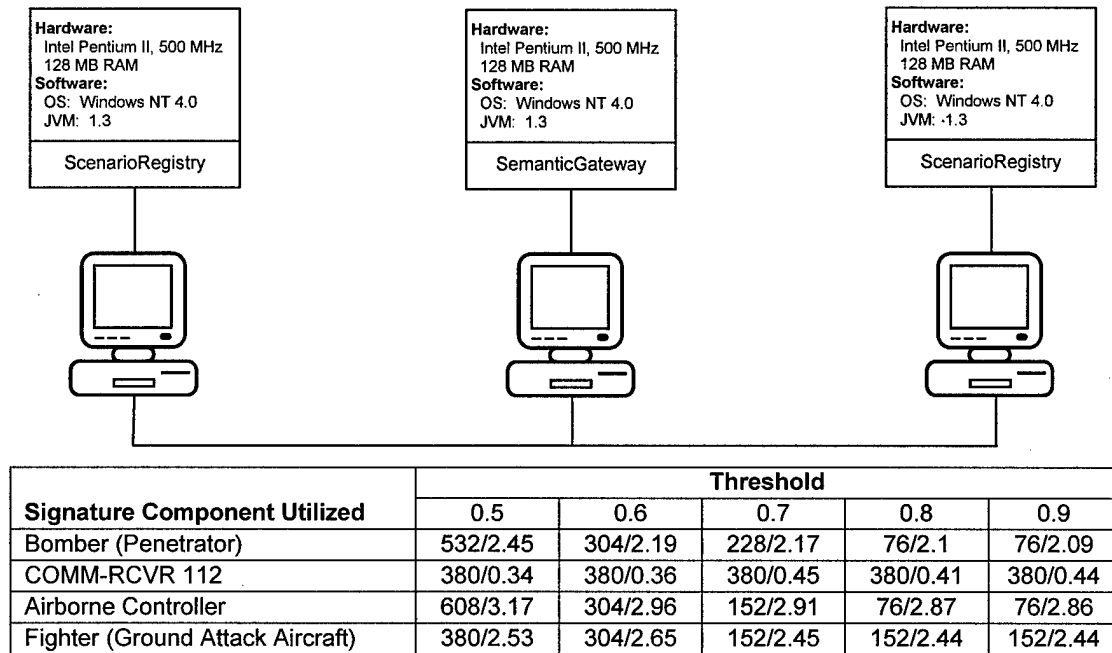 Hardware:
Intel Pentium II, 500 MHz
128 MB RAM
Software:
OS: Windows NT 4.0
JVM: 1.3
ScenarioRegistry
Hardware:
Intel Pentium II, 500 MHz
128 MB RAM
Software:
OS: Windows NT 4.0
JVM: 1.3
SemanticGateway
Hardware:
Intel Pentium II, 500 MHz
128 MB RAM
Software:
OS: Windows NT 4.0
JVM: -1.3
ScenarioRegistry
Threshold
Signature Component Utilized 0.5 0.6 0.7 0.8 0.9
Bomber (Penetrator) 532/2.45 304/2.19 228/2.17 76/2.1 76/2.09
COMM-RCVR 112 380/0.34 380/0.36 380/0.45 380/0.41 380/0.44
Airborne Controller 608/3.17 304/2.96 152/2.91 76/2.87 76/2.86
Fighter (Ground Attack Aircraft) 380/2.53 304/2.65 152/2.45 152/2.44 152/2.44